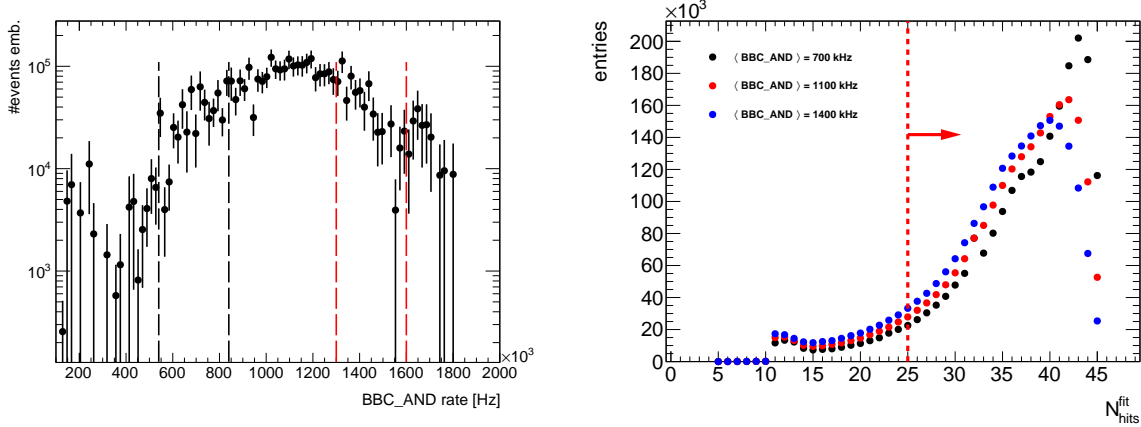 #events emb.
10^5
10^4
10^3
200 400 600 800 1000 1200 1400 1600 1800 2000
×10^3
BBC_AND rate [Hz]
×10^3
entries
200
180
160
140
120
100
80
60
40
20
0
⟨ BBC_AND ⟩ = 700 kHz
⟨ BBC_AND ⟩ = 1100 kHz
⟨ BBC_AND ⟩ = 1400 kHz
0 5 10 15 20 25 30 35 40 45
N^fit_hits